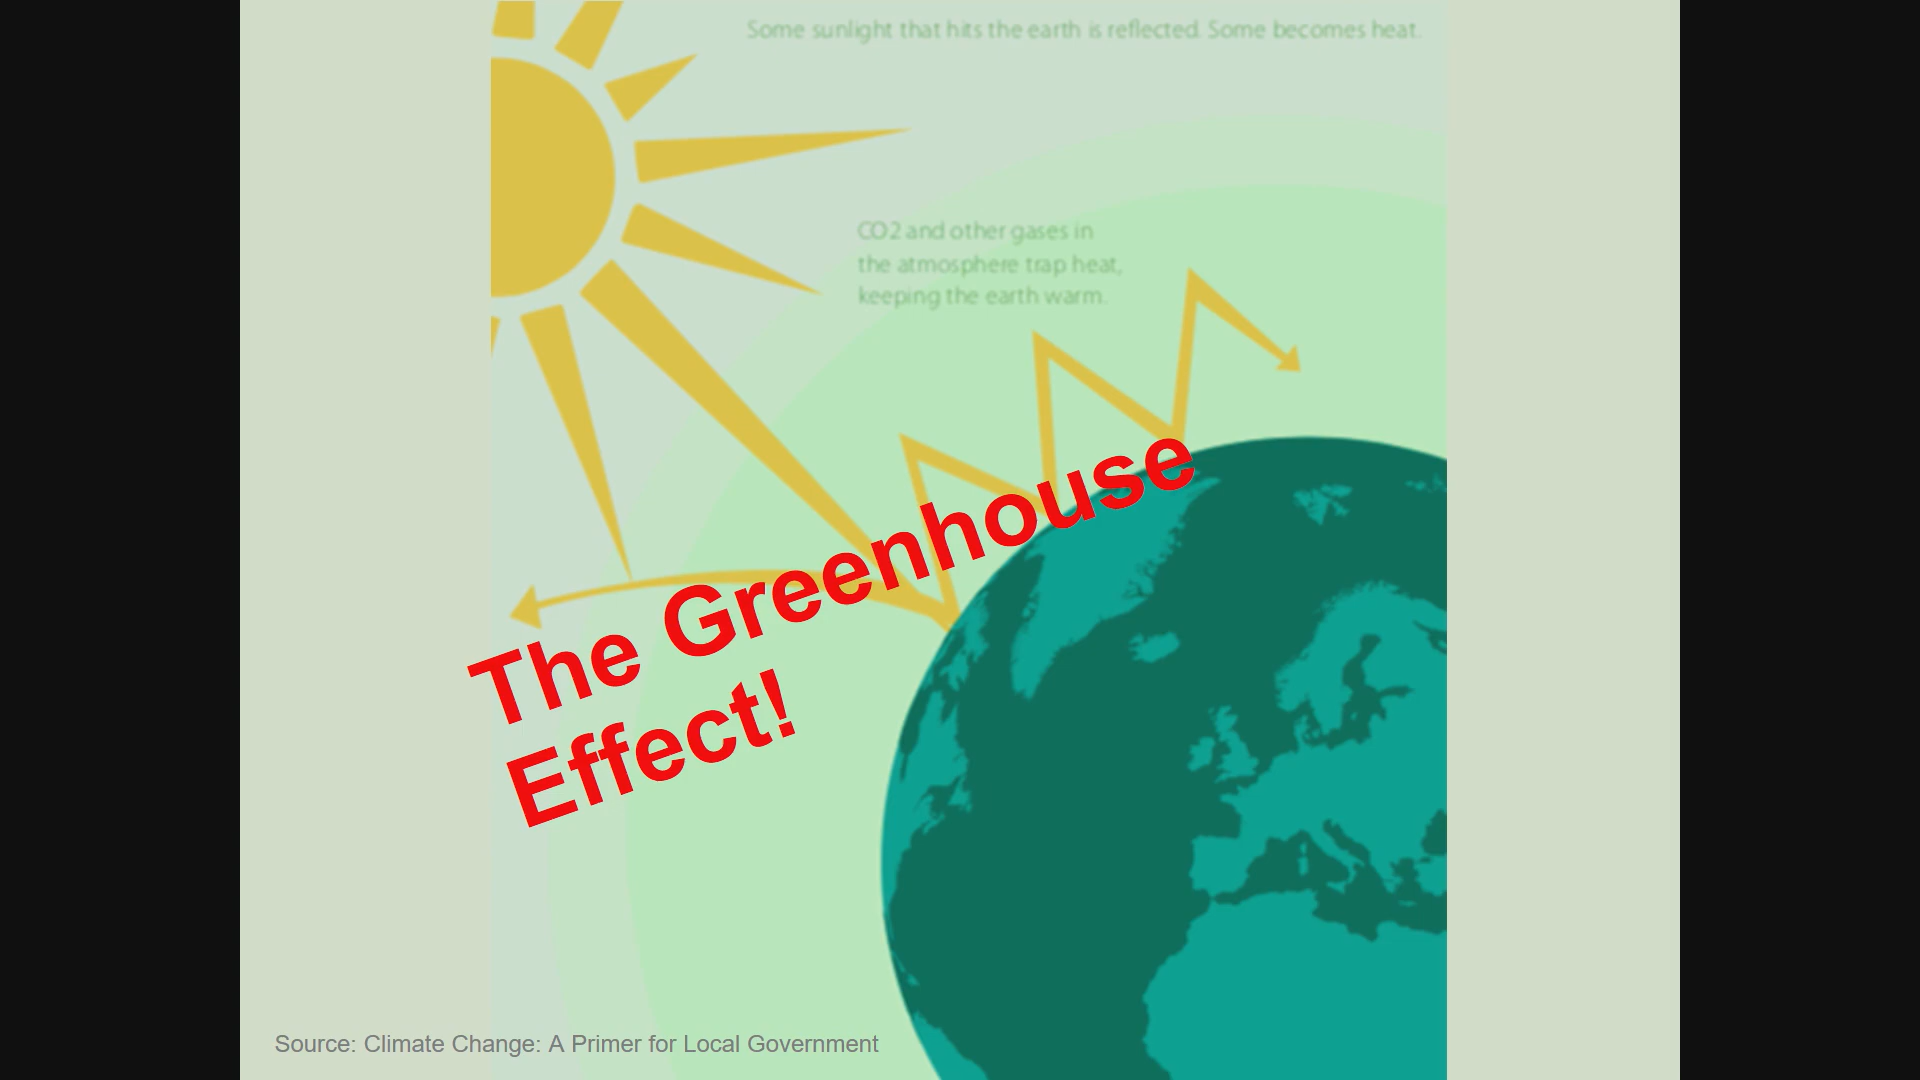 Some sunlight that hits the earth is reflected. Some becomes heat.
CO2 and other gases in
the atmosphere trap heat,
keeping the earth warm.
The Greenhouse
Effect!
Source: Climate Change: A Primer for Local Government